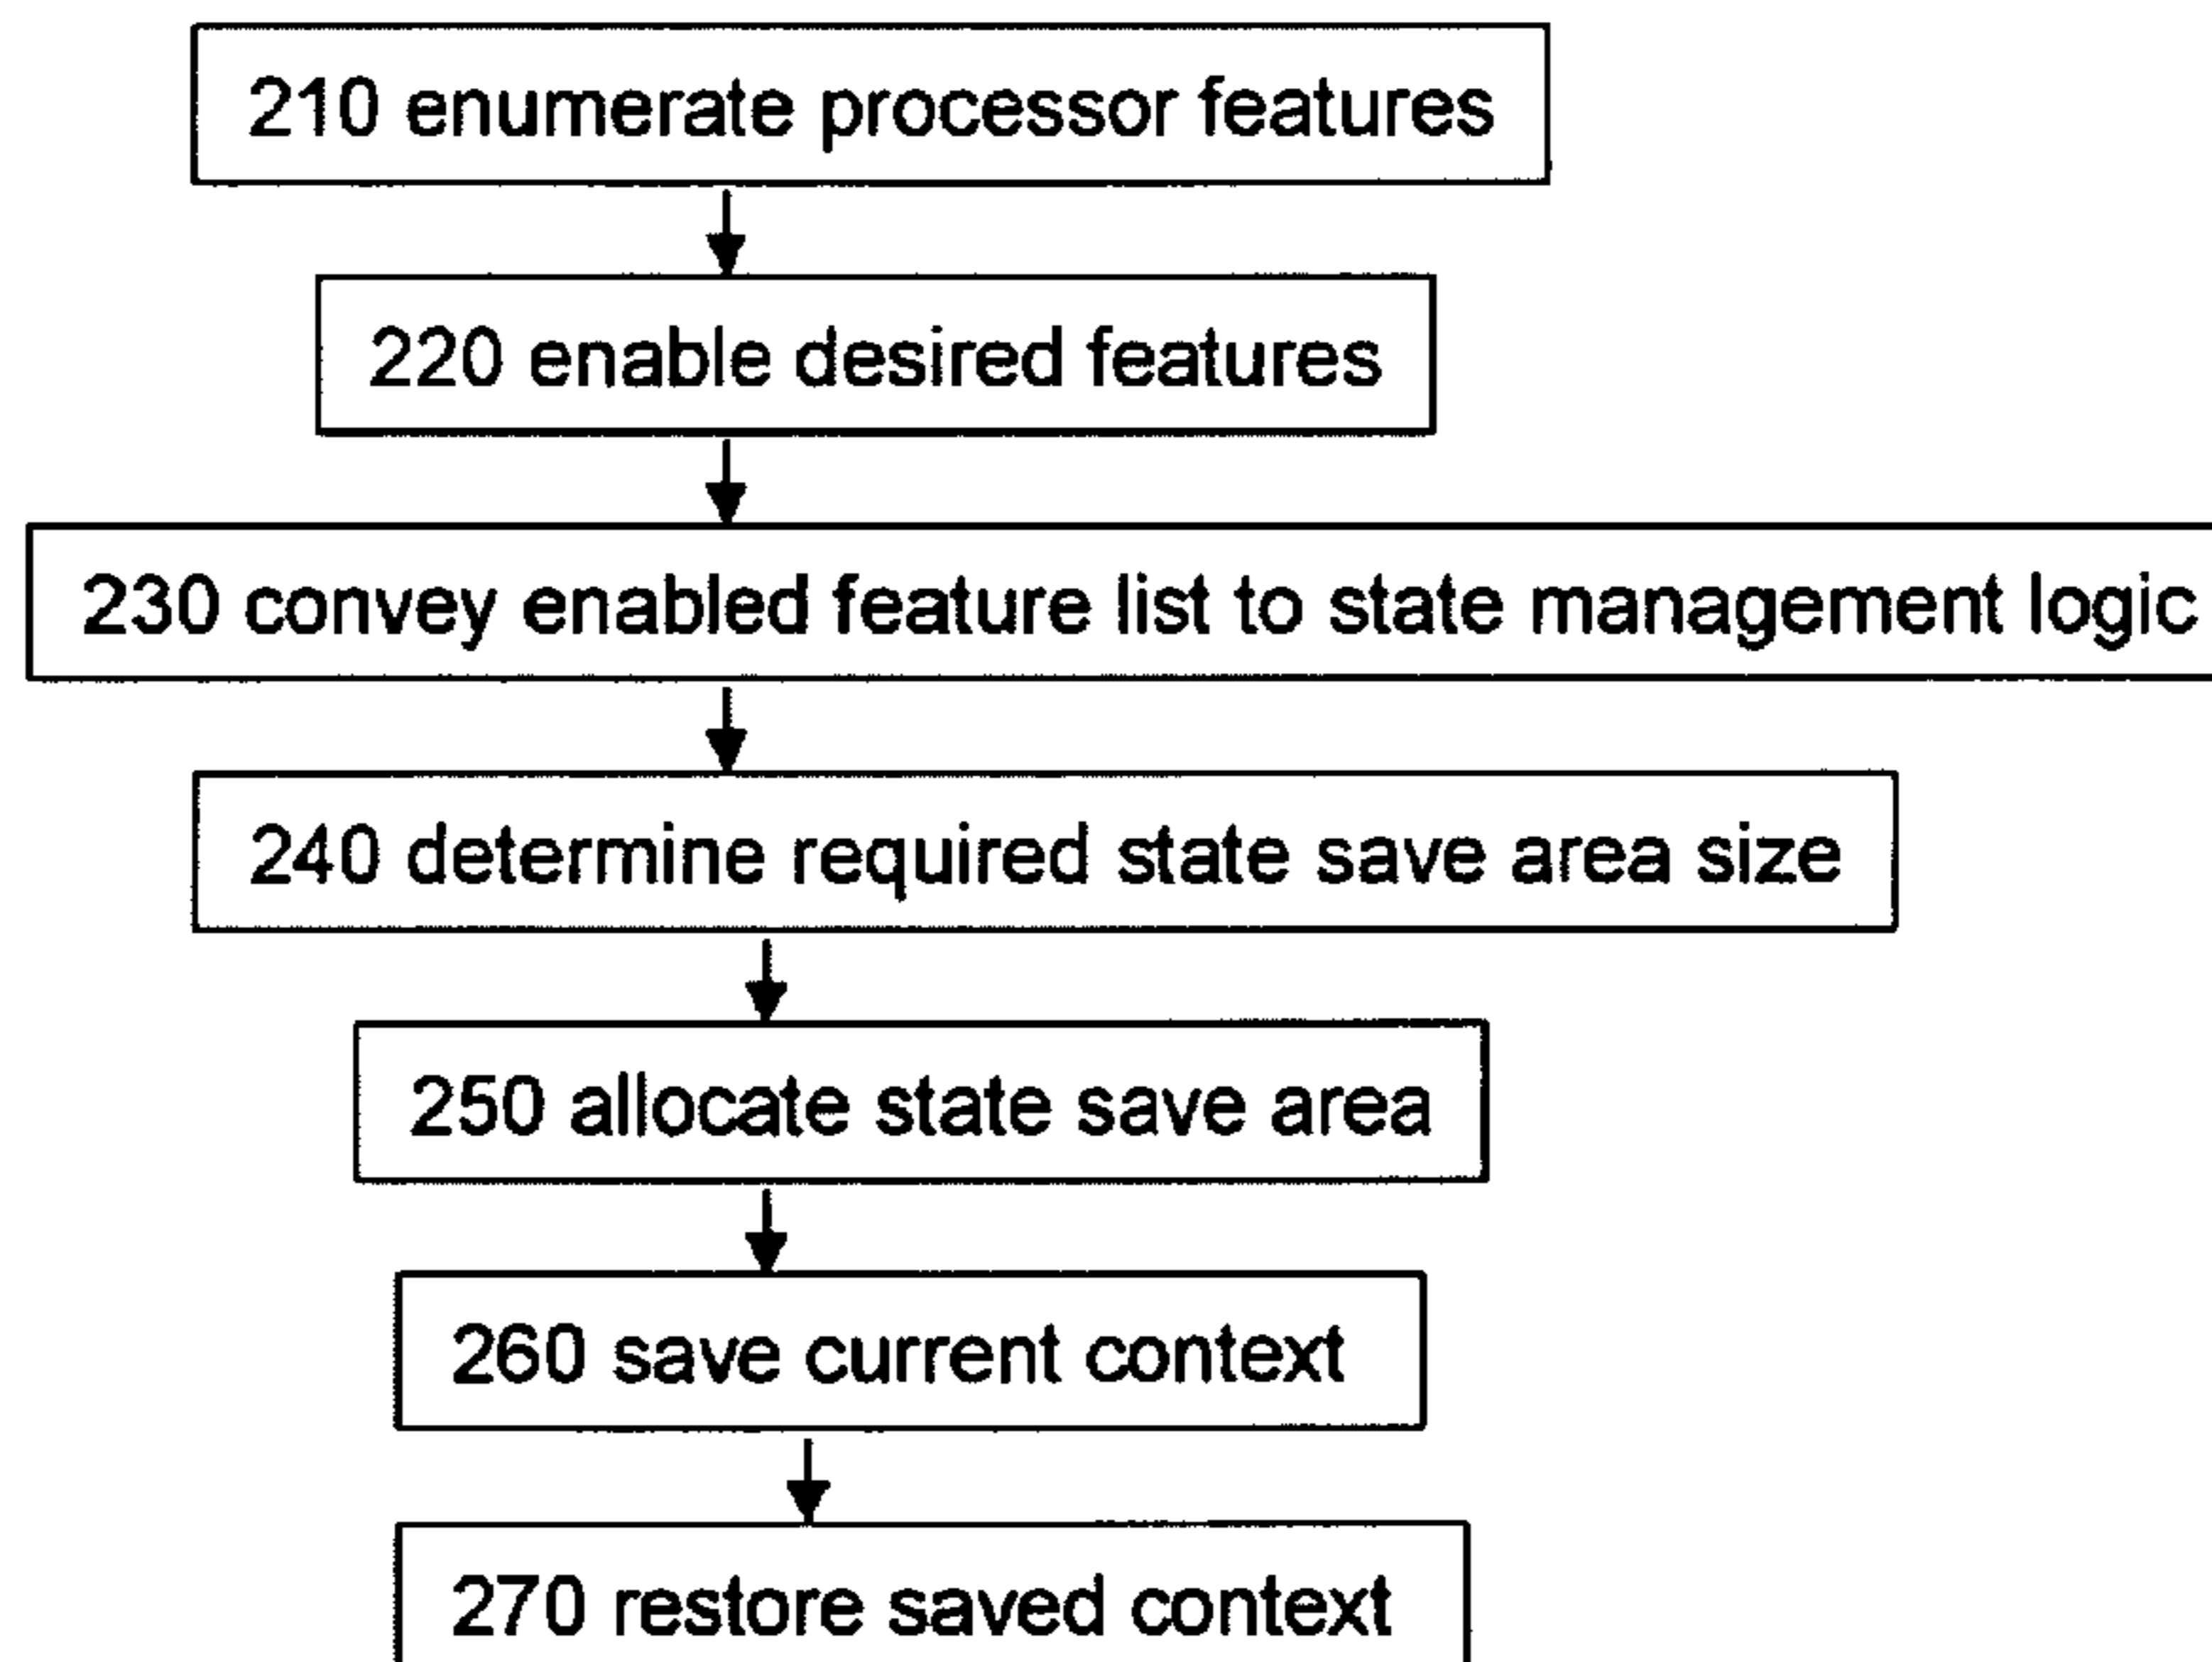 210 enumerate processor features
220 enable desired features
230 convey enabled feature list to state management logic
240 determine required state save area size
250 allocate state save area
260 save current context
270 restore saved context